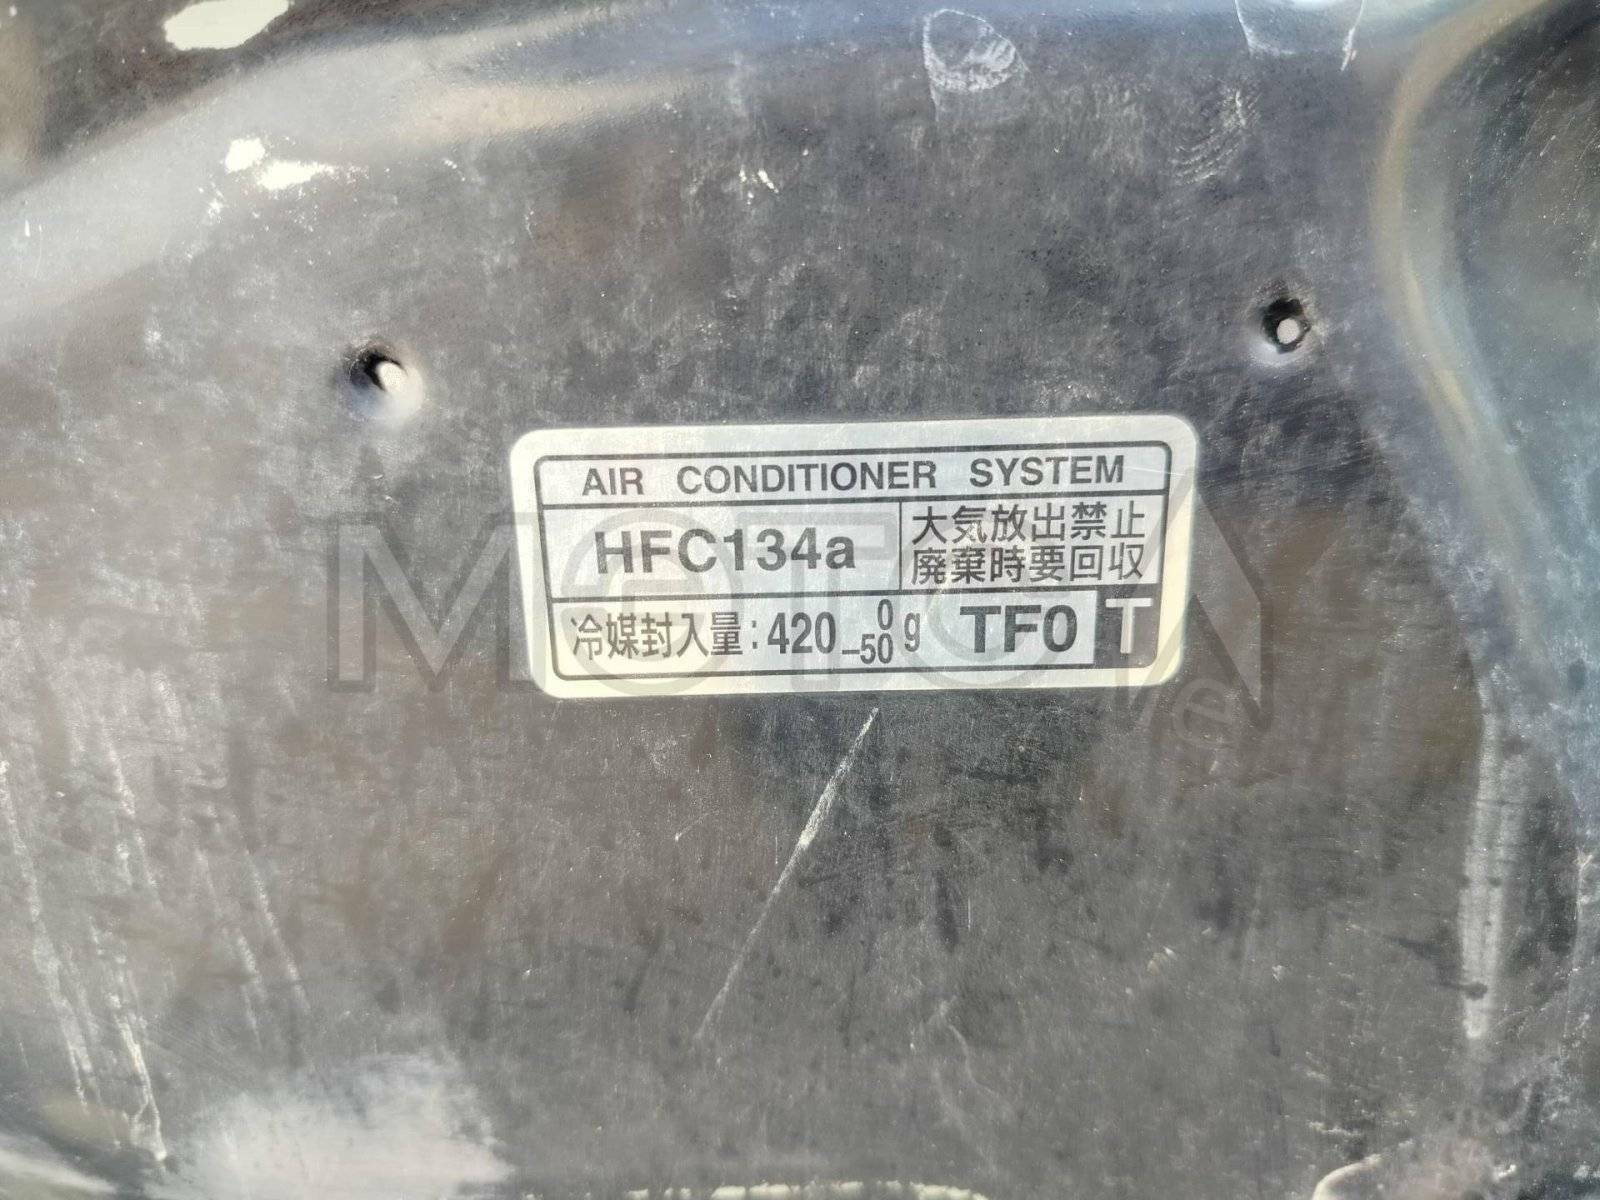 AIR CONDITIONER SYSTEM
HFC134a
大気放出禁止
廃棄時要回収
冷媒封入量:420 0 -50 g TF0 T